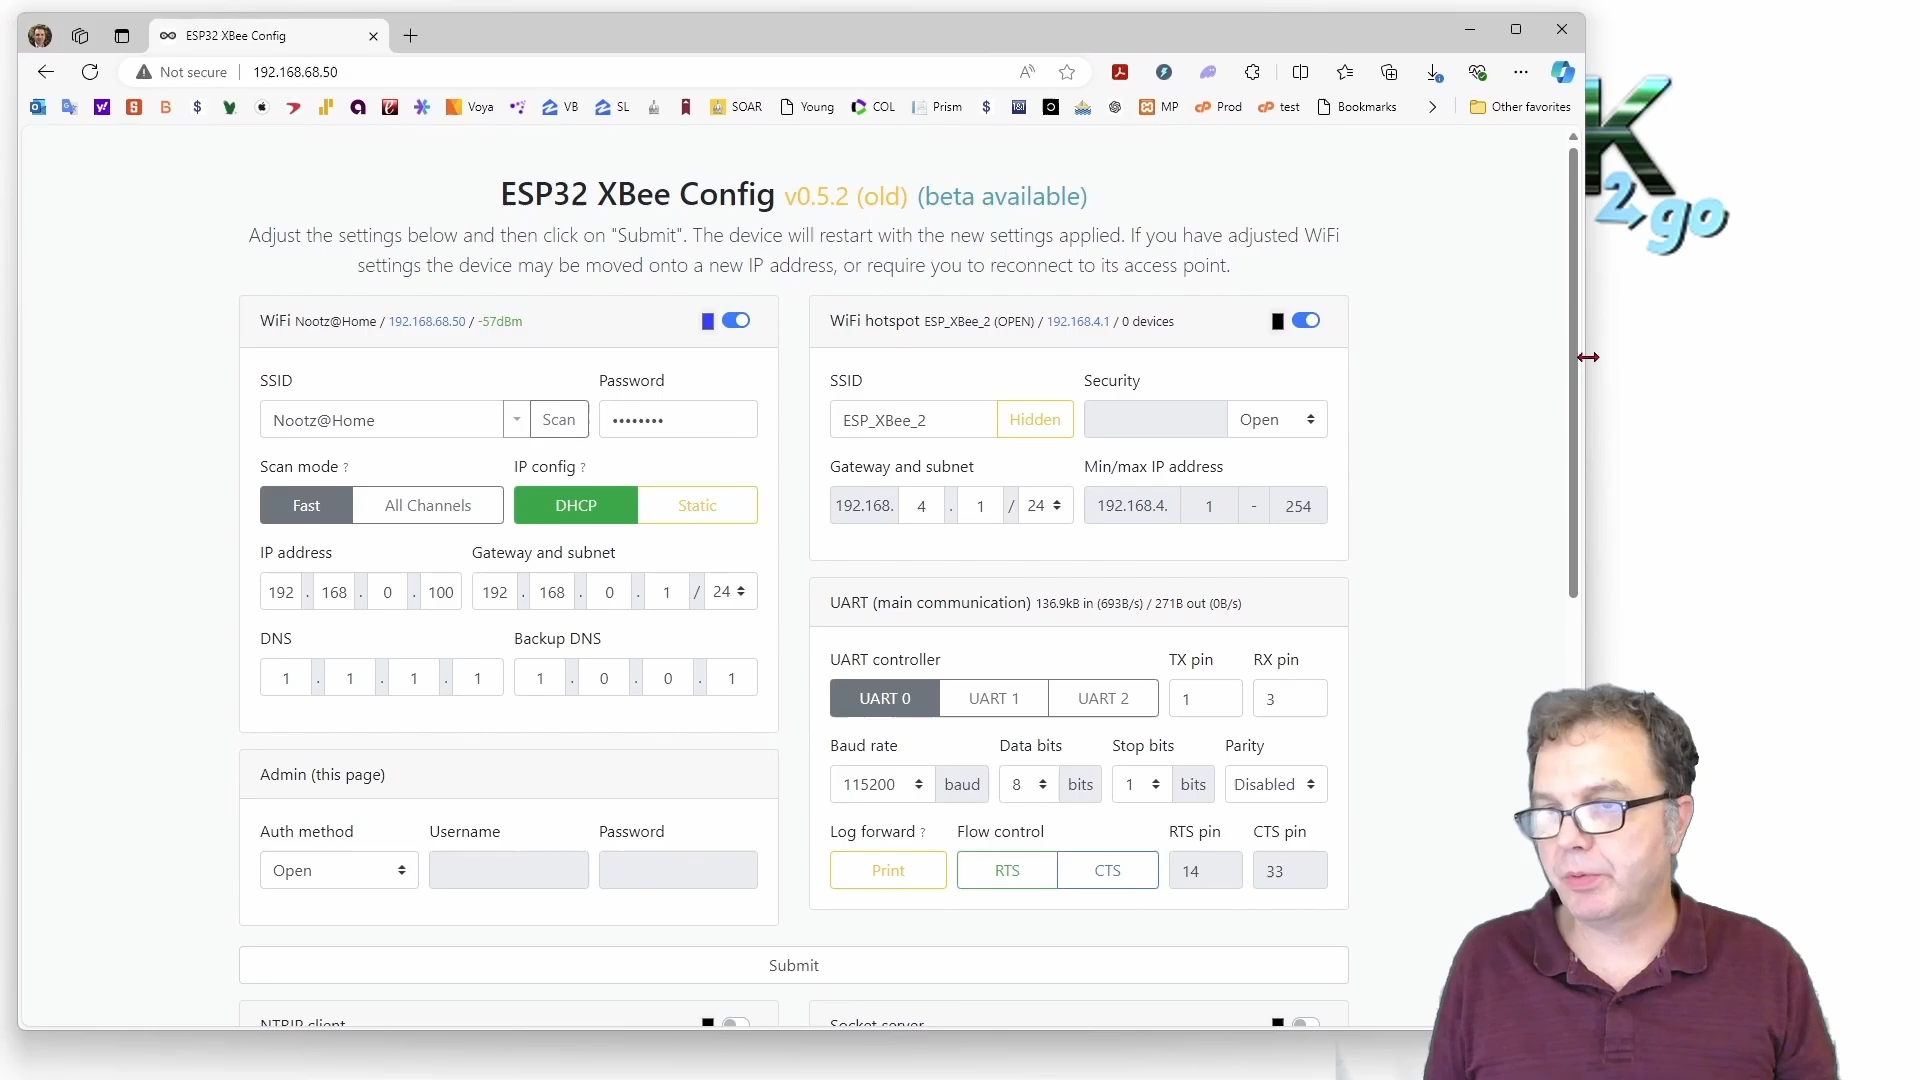 ESP32 XBee Config
Not secure
192.168.68.50
Voya
VB
SL
SOAR
Young
COL
Prism
MP
Prod
test
Bookmarks
Other favorites
K
2go
ESP32 XBee Config v0.5.2 (old) (beta available)
Adjust the settings below and then click on "Submit". The device will restart with the new settings applied. If you have adjusted WiFi
settings the device may be moved onto a new IP address, or require you to reconnect to its access point.
WiFi Nootz@Home / 192.168.68.50 / -57dBm
SSID Password
Nootz@Home Scan ••••••••
Scan mode ? IP config ?
Fast All Channels DHCP Static
IP address Gateway and subnet
192 . 168 . 0 . 100 192 . 168 . 0 . 1 / 24
DNS Backup DNS
1 . 1 . 1 . 1 1 . 0 . 0 . 1
Admin (this page)
Auth method Username Password
Open
WiFi hotspot ESP_XBee_2 (OPEN) / 192.168.4.1 / 0 devices
SSID Security
ESP_XBee_2 Hidden Open
Gateway and subnet Min/max IP address
192.168. 4 . 1 / 24 192.168.4. 1 - 254
UART (main communication) 136.9kB in (693B/s) / 271B out (0B/s)
UART controller TX pin RX pin
UART 0 UART 1 UART 2 1 3
Baud rate Data bits Stop bits Parity
115200 baud 8 bits 1 bits Disabled
Log forward ? Flow control RTS pin CTS pin
Print RTS CTS 14 33
Submit
NTRIP client
Socket server